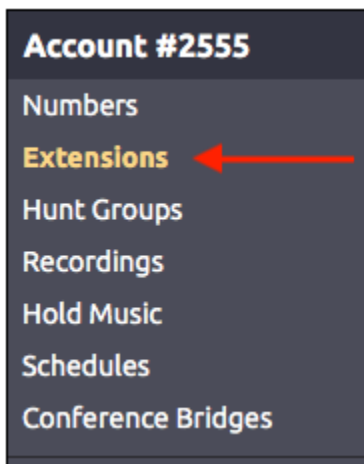 Account #2555
Numbers
Extensions
Hunt Groups
Recordings
Hold Music
Schedules
Conference Bridges